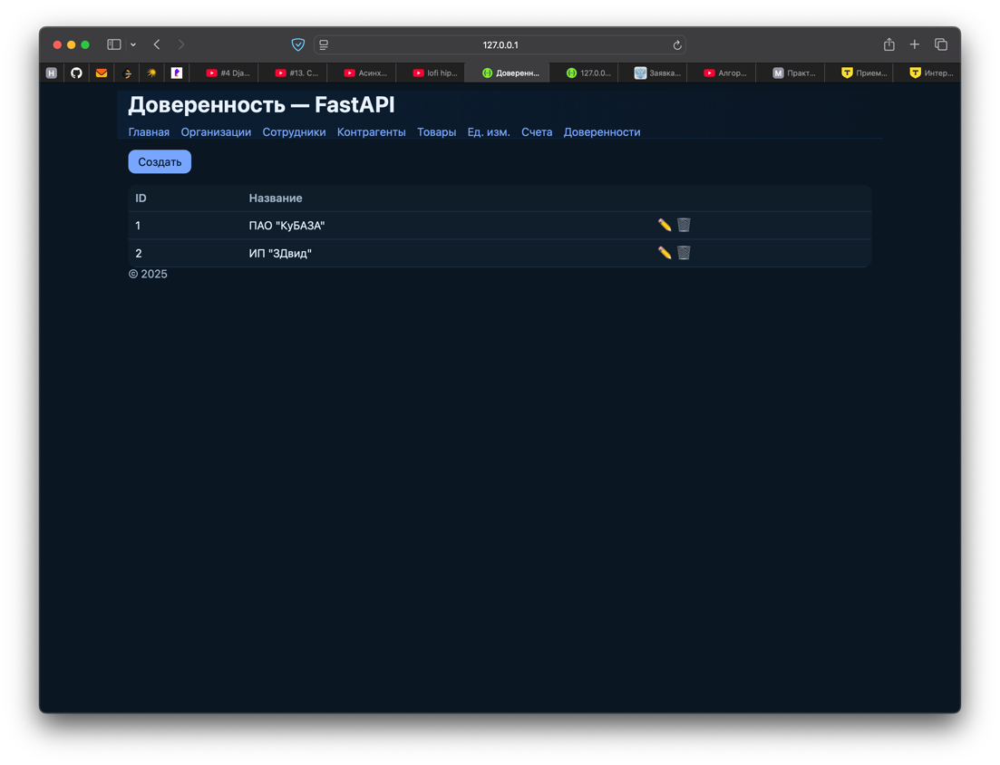 127.0.0.1
H #4 Dja... #13. C... Асинх... lofi hip... Доверенн... 127.0.0... Заявка... Алгор... M Практ... Т Прием... Т Интер...
Доверенность — FastAPI
Главная Организации Сотрудники Контрагенты Товары Ед. изм. Счета Доверенности
Создать
ID Название
1 ПАО "КуБАЗА"
2 ИП "ЗДвид"
© 2025